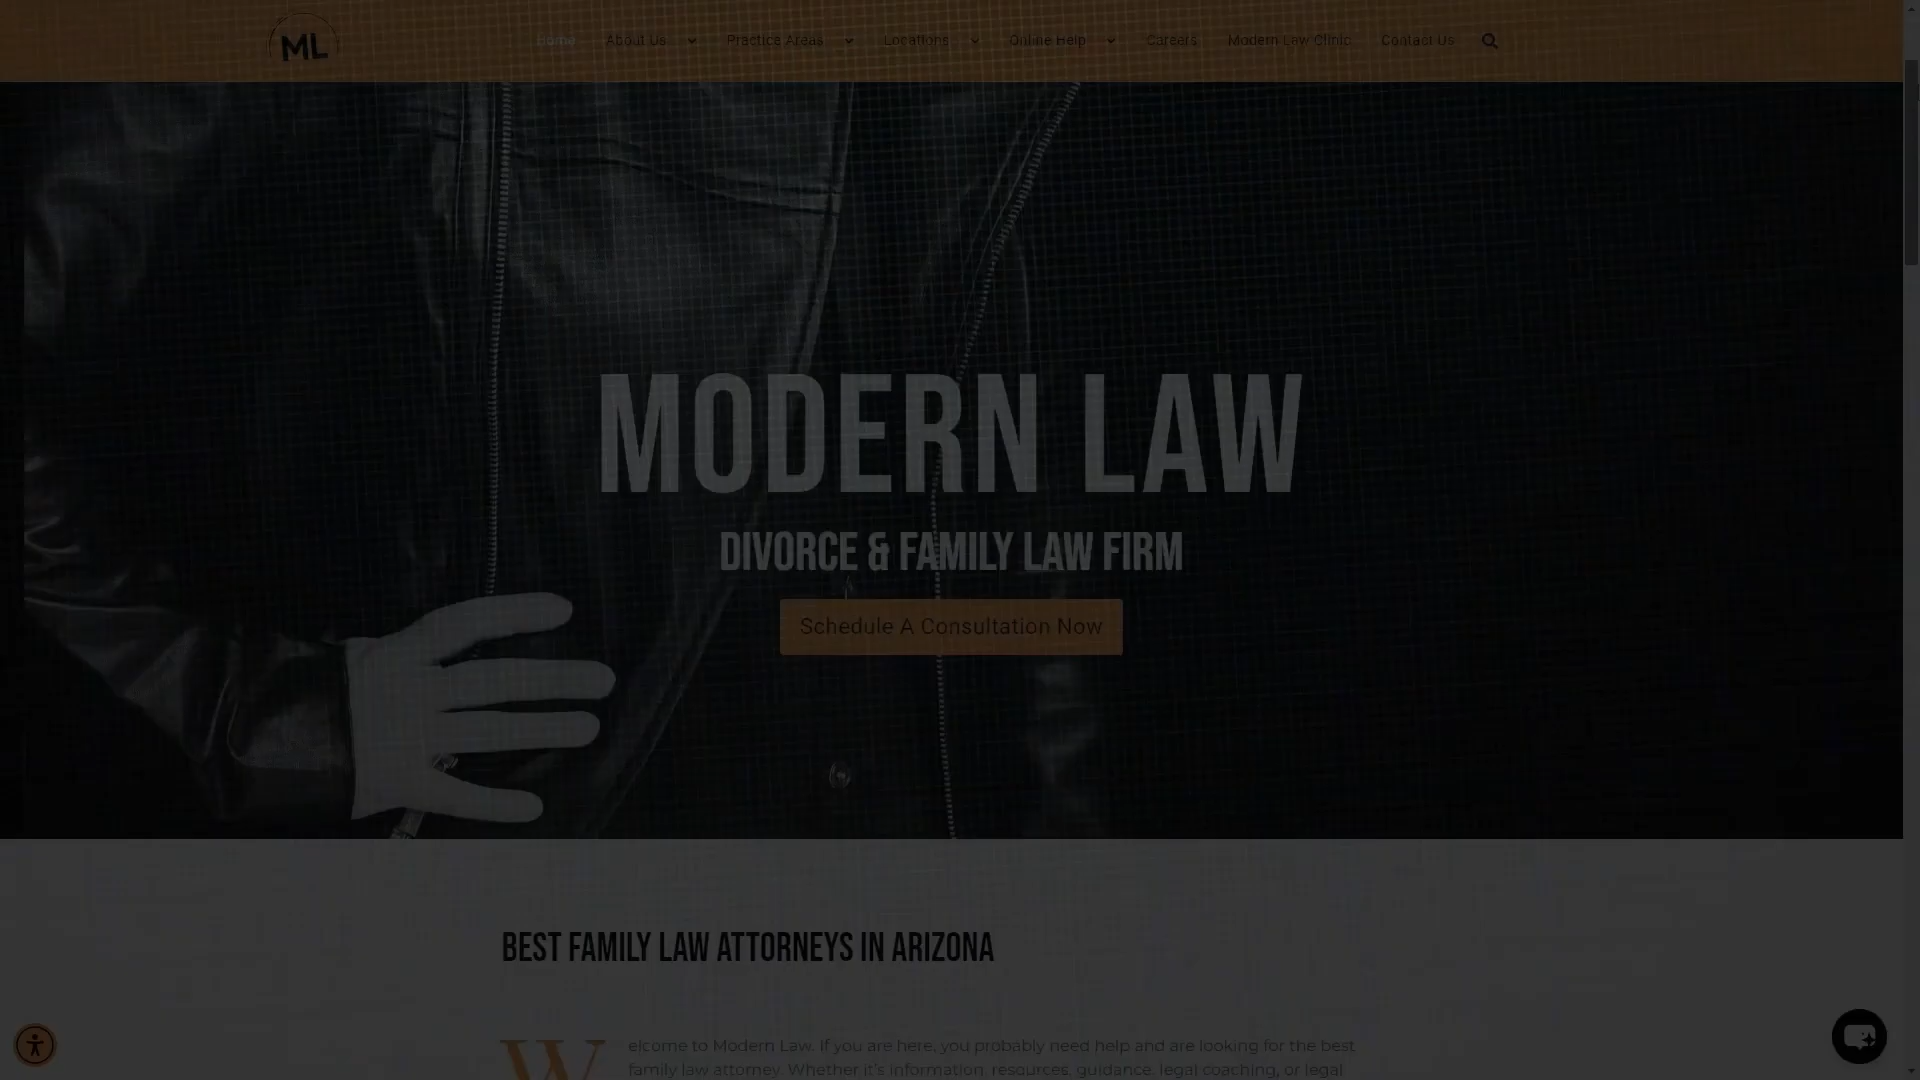 ML
Home About Us Practice Areas Locations Online Help Careers Modern Law Clinic Contact Us
MODERN LAW
DIVORCE & FAMILY LAW FIRM
Schedule A Consultation Now
BEST FAMILY LAW ATTORNEYS IN ARIZONA
Welcome to Modern Law. If you are here, you probably need help and are looking for the best
family law attorney. Whether it's information, resources, guidance, legal coaching, or legal